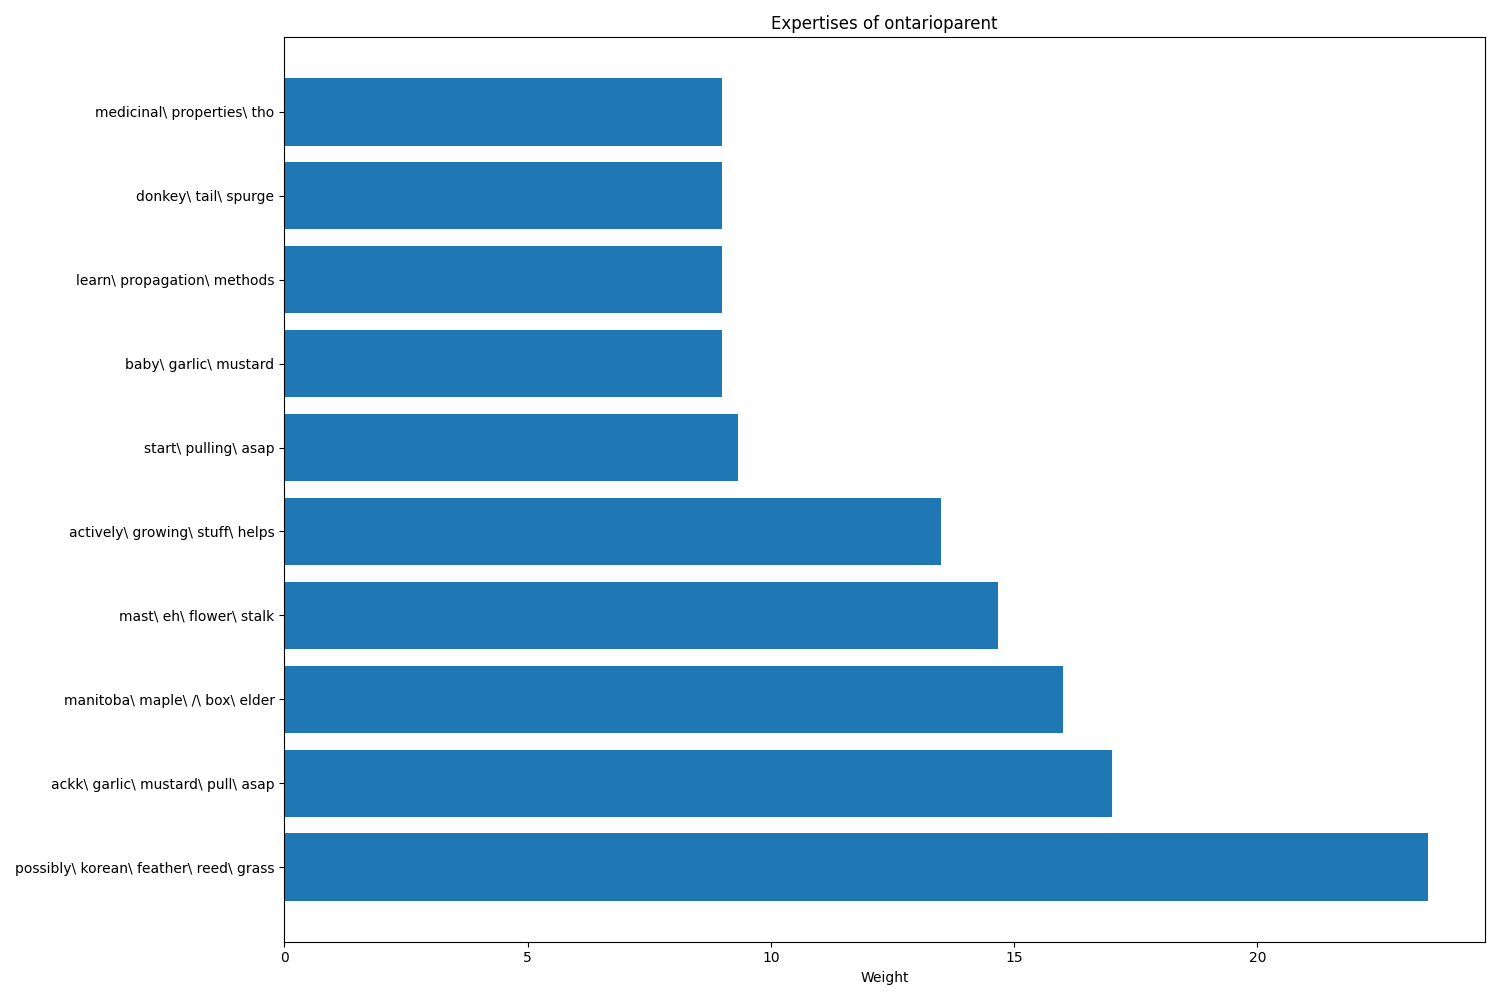 Expertises of ontarioparent
medicinal\ properties\ tho
donkey\ tail\ spurge
learn\ propagation\ methods
baby\ garlic\ mustard
start\ pulling\ asap
actively\ growing\ stuff\ helps
mast\ eh\ flower\ stalk
manitoba\ maple\ /\ box\ elder
ackk\ garlic\ mustard\ pull\ asap
possibly\ korean\ feather\ reed\ grass
0 5 10 15 20
Weight